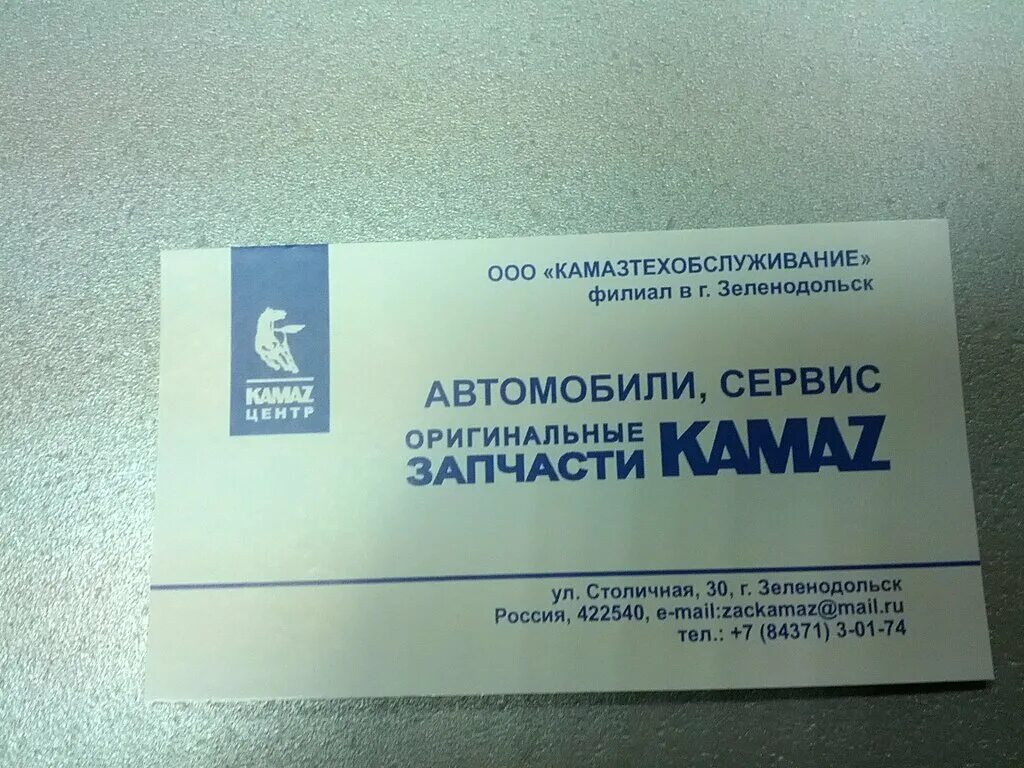 KAMAZ
ЦЕНТР
ООО «КАМАЗТЕХОБСЛУЖИВАНИЕ»
филиал в г. Зеленодольск
АВТОМОБИЛИ, СЕРВИС
ОРИГИНАЛЬНЫЕ
ЗАПЧАСТИ KAMAZ
ул. Столичная, 30, г. Зеленодольск
Россия, 422540, e-mail:zackamaz@mail.ru
тел.: +7 (84371) 3-01-74